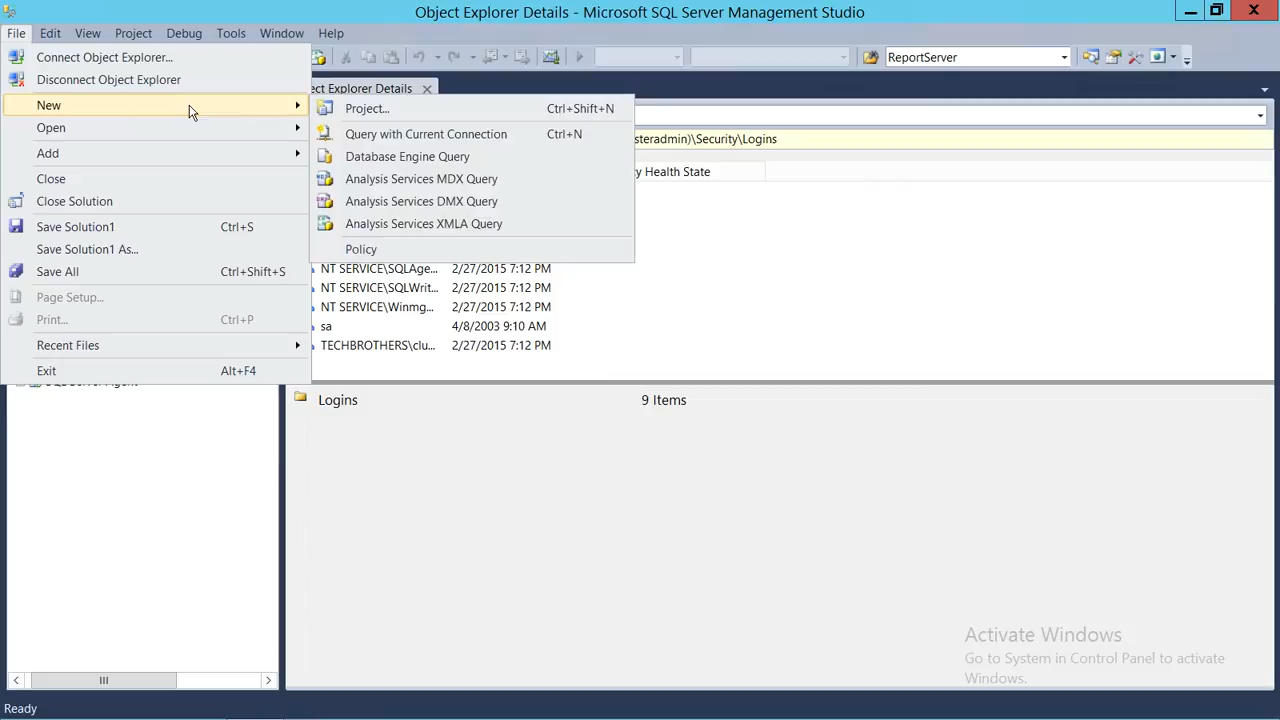 Object Explorer Details - Microsoft SQL Server Management Studio
File Edit View Project Debug Tools Window Help
Connect Object Explorer...
Disconnect Object Explorer
New
Open
Add
Close
Close Solution
Save Solution1 Ctrl+S
Save Solution1 As...
Save All Ctrl+Shift+S
Page Setup...
Print... Ctrl+P
Recent Files
Exit Alt+F4
ReportServer
ect Explorer Details
Project... Ctrl+Shift+N
Query with Current Connection Ctrl+N
Database Engine Query
Analysis Services MDX Query
Analysis Services DMX Query
Analysis Services XMLA Query
Policy
steradmin)\Security\Logins
y Health State
NT SERVICE\SQLAge... 2/27/2015 7:12 PM
NT SERVICE\SQLWrit... 2/27/2015 7:12 PM
NT SERVICE\Winmg... 2/27/2015 7:12 PM
sa 4/8/2003 9:10 AM
TECHBROTHERS\clu... 2/27/2015 7:12 PM
Logins 9 Items
Activate Windows
Go to System in Control Panel to activate
Windows.
Ready